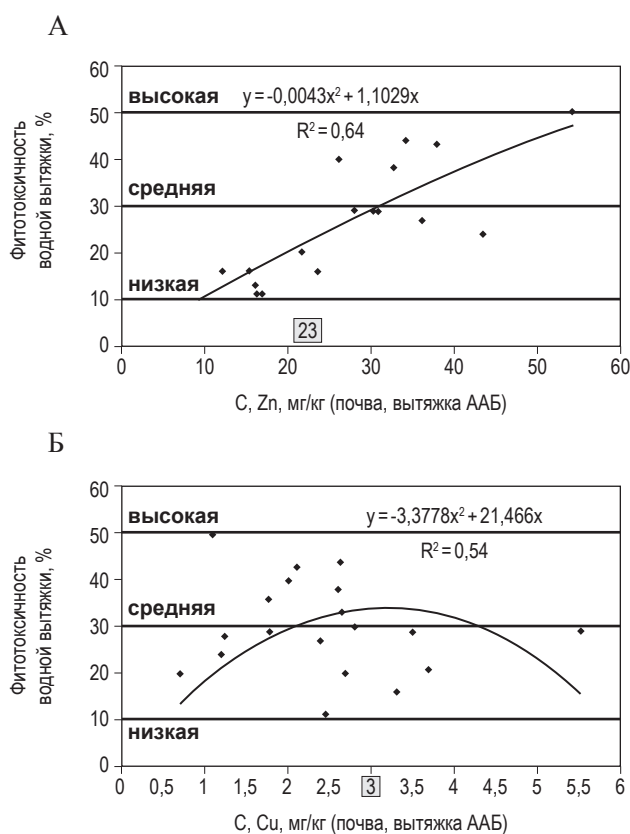 А
Фитотоксичность
водной вытяжки, %
60
50
40
30
20
10
0
высокая
y = -0,0043x² + 1,1029x
R² = 0,64
средняя
низкая
23
0 10 20 30 40 50 60
С, Zn, мг/кг (почва, вытяжка ААБ)
Б
Фитотоксичность
водной вытяжки, %
60
50
40
30
20
10
0
высокая
y = -3,3778x² + 21,466x
R² = 0,54
средняя
низкая
0 0,5 1 1,5 2 2,5 3 3,5 4 4,5 5 5,5 6
С, Cu, мг/кг (почва, вытяжка ААБ)